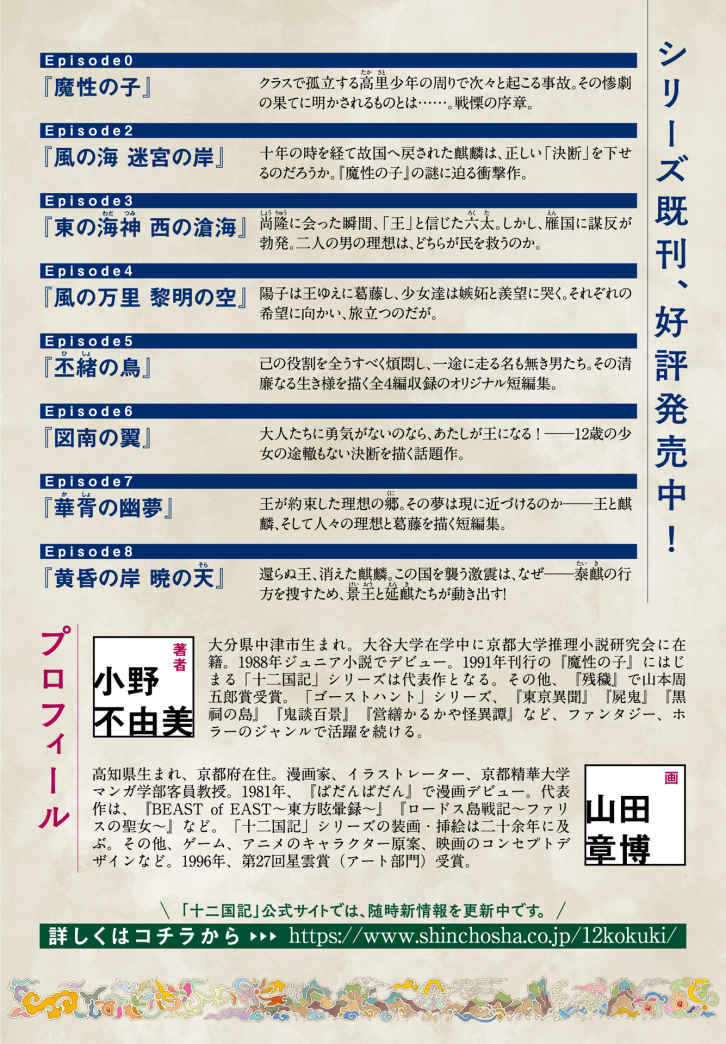 シリーズ既刊、好評発売中!
Episode0
『魔性の子』
クラスで孤立する高里少年の周りで次々と起こる事故。その惨劇
の果てに明かされるものとは……。戦慄の序章。
Episode2
『風の海 迷宮の岸』
十年の時を経て故国へ戻された麒麟は、正しい「決断」を下せ
るのだろうか。『魔性の子』の謎に迫る衝撃作。
Episode3
『東の海神 西の滄海』
尚隆に会った瞬間、「王」と信じた六太。しかし、雁国に謀反が
勃発。二人の男の理想は、どちらが民を救うのか。
Episode4
『風の万里 黎明の空』
陽子は王ゆえに葛藤し、少女達は嫉妬と羨望に哭く。それぞれの
希望に向かい、旅立つのだが。
Episode5
『丕緒の鳥』
己の役割を全うすべく煩悶し、一途に走る名も無き男たち。その清
廉なる生き様を描く全4編収録のオリジナル短編集。
Episode6
『図南の翼』
大人たちに勇気がないのなら、あたしが王になる!――12歳の少
女の途轍もない決断を描く話題作。
Episode7
『華胥の幽夢』
王が約束した理想の郷。その夢は現に近づけるのか――王と麒
麟、そして人々の理想と葛藤を描く短編集。
Episode8
『黄昏の岸 暁の天』
還らぬ王、消えた麒麟。この国を襲う激震は、なぜ――泰麒の行
方を捜すため、景王と延麒たちが動き出す!
プロフィール
著者
小野
不由美
大分県中津市生まれ。大谷大学在学中に京都大学推理小説研究会に在
籍。1988年ジュニア小説でデビュー。1991年刊行の『魔性の子』にはじ
まる「十二国記」シリーズは代表作となる。その他、『残穢』で山本周
五郎賞受賞。「ゴーストハント」シリーズ、『東亰異聞』『屍鬼』『黒
祠の島』『鬼談百景』『営繕かるかや怪異譚』など、ファンタジー、ホ
ラーのジャンルで活躍を続ける。
画
山田
章博
高知県生まれ、京都府在住。漫画家、イラストレーター、京都精華大学
マンガ学部客員教授。1981年、『ぱだんぱだん』で漫画デビュー。代表
作は、『BEAST of EAST~東方眩暈録~』『ロードス島戦記~ファリ
スの聖女~』など。「十二国記」シリーズの装画・挿絵は二十余年に及
ぶ。その他、ゲーム、アニメのキャラクター原案、映画のコンセプトデ
ザインなど。1996年、第27回星雲賞(アート部門)受賞。
\ 「十二国記」公式サイトでは、随時新情報を更新中です。 /
詳しくはコチラから ▸▸▸ https://www.shinchosha.co.jp/12kokuki/